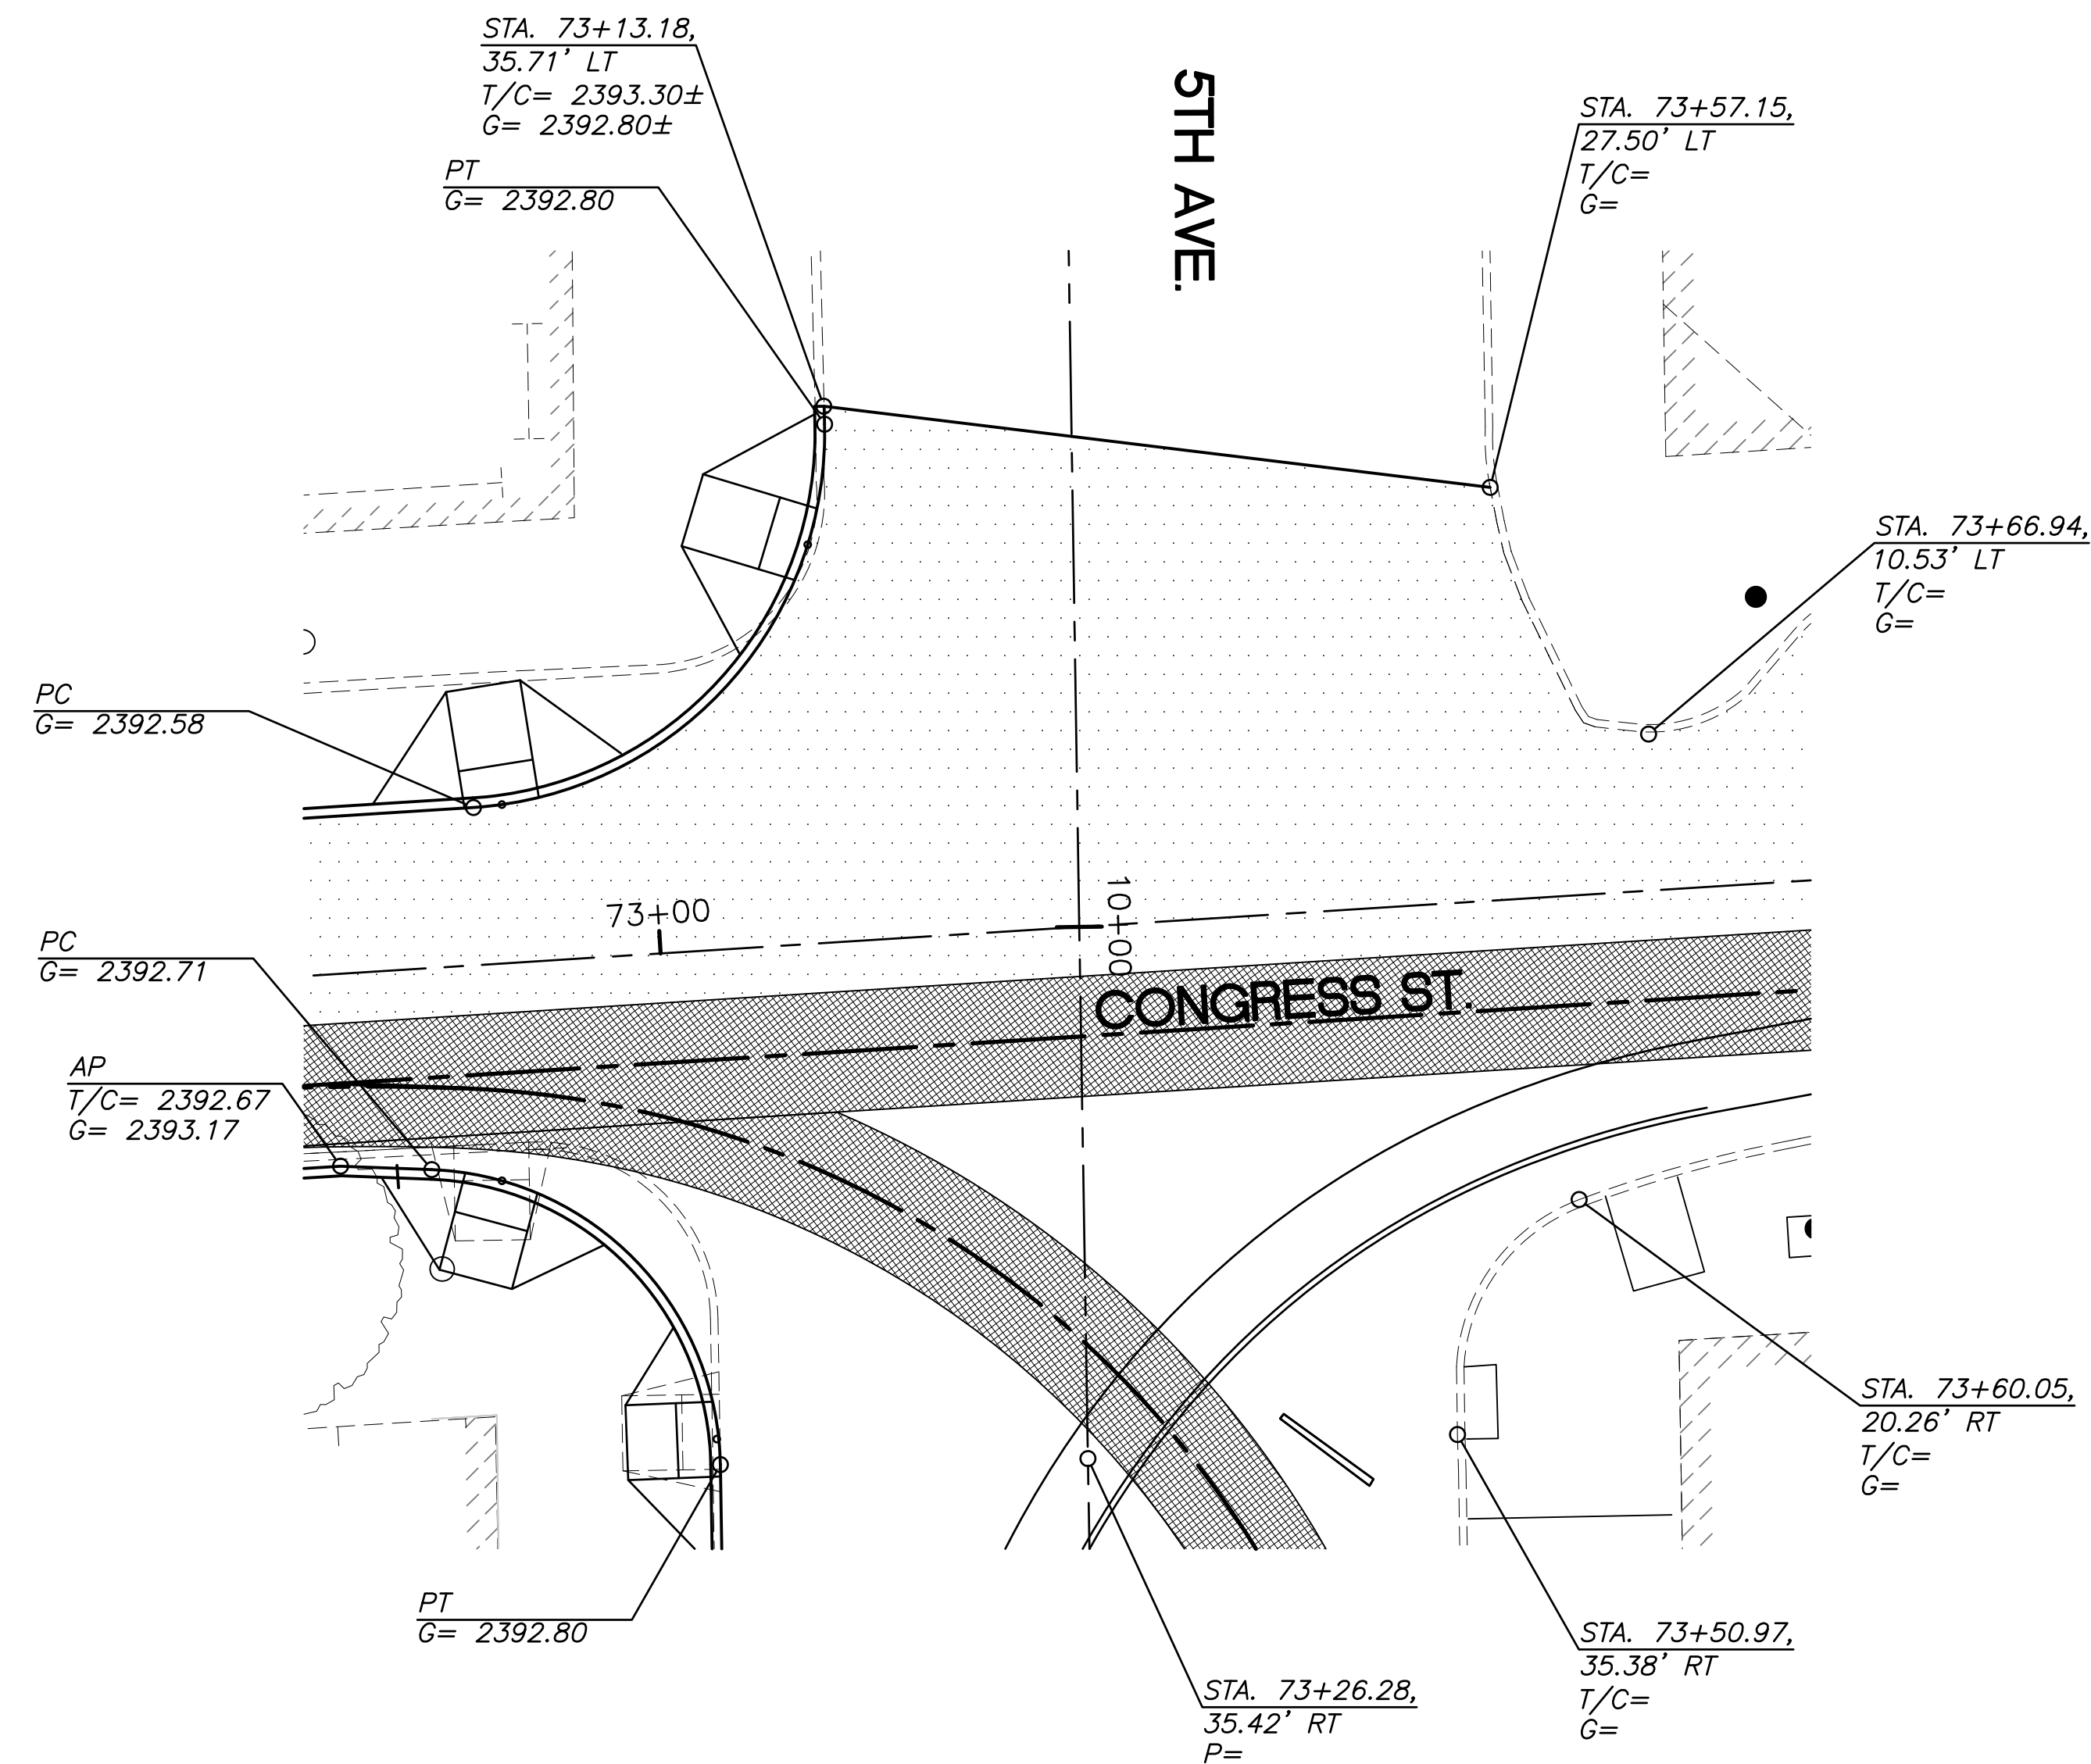 STA. 73+13.18,
35.71' LT
T/C= 2393.30±
G= 2392.80±
PT
G= 2392.80
5TH AVE.
STA. 73+57.15,
27.50' LT
T/C=
G=
STA. 73+66.94,
10.53' LT
T/C=
G=
PC
G= 2392.58
73+00
10+00
PC
G= 2392.71
CONGRESS ST.
AP
T/C= 2392.67
G= 2393.17
STA. 73+60.05,
20.26' RT
T/C=
G=
PT
G= 2392.80
STA. 73+50.97,
35.38' RT
T/C=
G=
STA. 73+26.28,
35.42' RT
P=